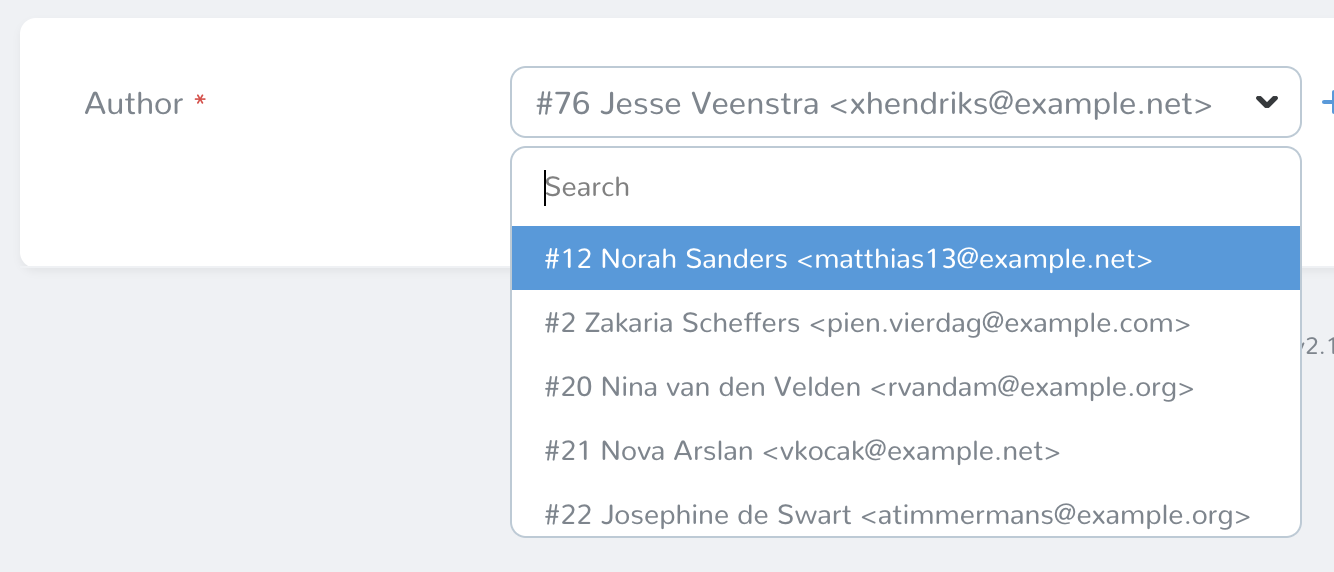 Author *
#76 Jesse Veenstra <xhendriks@example.net>
Search
#12 Norah Sanders <matthias13@example.net>
#2 Zakaria Scheffers <pien.vierdag@example.com>
v2.1
#20 Nina van den Velden <rvandam@example.org>
#21 Nova Arslan <vkocak@example.net>
#22 Josephine de Swart <atimmermans@example.org>